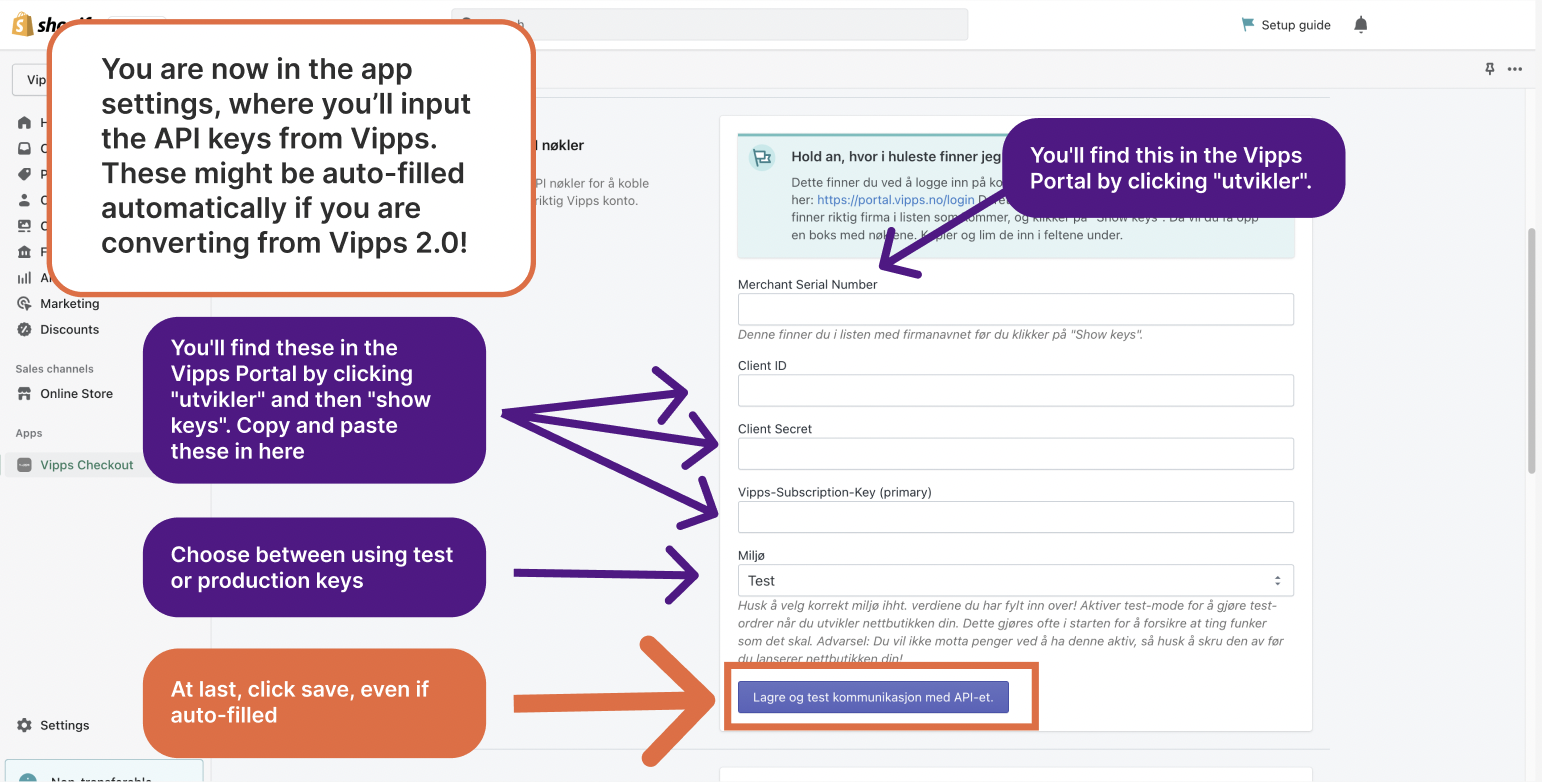 Setup guide
You are now in the app
settings, where you’ll input
the API keys from Vipps.
These might be auto-filled
automatically if you are
converting from Vipps 2.0!
Marketing
Discounts
Sales channels
Online Store
Apps
Vipps Checkout
Settings
You'll find these in the
Vipps Portal by clicking
"utvikler" and then "show
keys". Copy and paste
these in here
Choose between using test
or production keys
At last, click save, even if
auto-filled
nøkler
nøkler for å koble
riktig Vipps konto.
Hold an, hvor i huleste finner jeg
Dette finner du ved å logge inn på
her: https://portal.vipps.no/login
finner riktig firma i listen som kommer, og klikker på "Show keys". Da vil du få opp
en boks med nøklene. Kopier og lim de inn i feltene under.
You'll find this in the Vipps
Portal by clicking "utvikler".
Merchant Serial Number
Denne finner du i listen med firmanavnet før du klikker på "Show keys".
Client ID
Client Secret
Vipps-Subscription-Key (primary)
Miljø
Test
Husk å velg korrekt miljø ihht. verdiene du har fylt inn over! Aktiver test-mode for å gjøre test-
ordrer når du utvikler nettbutikken din. Dette gjøres ofte i starten for å forsikre at ting funker
som det skal. Advarsel: Du vil ikke motta penger ved å ha denne aktiv, så husk å skru den av før
du lanserer nettbutikken din!
Lagre og test kommunikasjon med API-et.